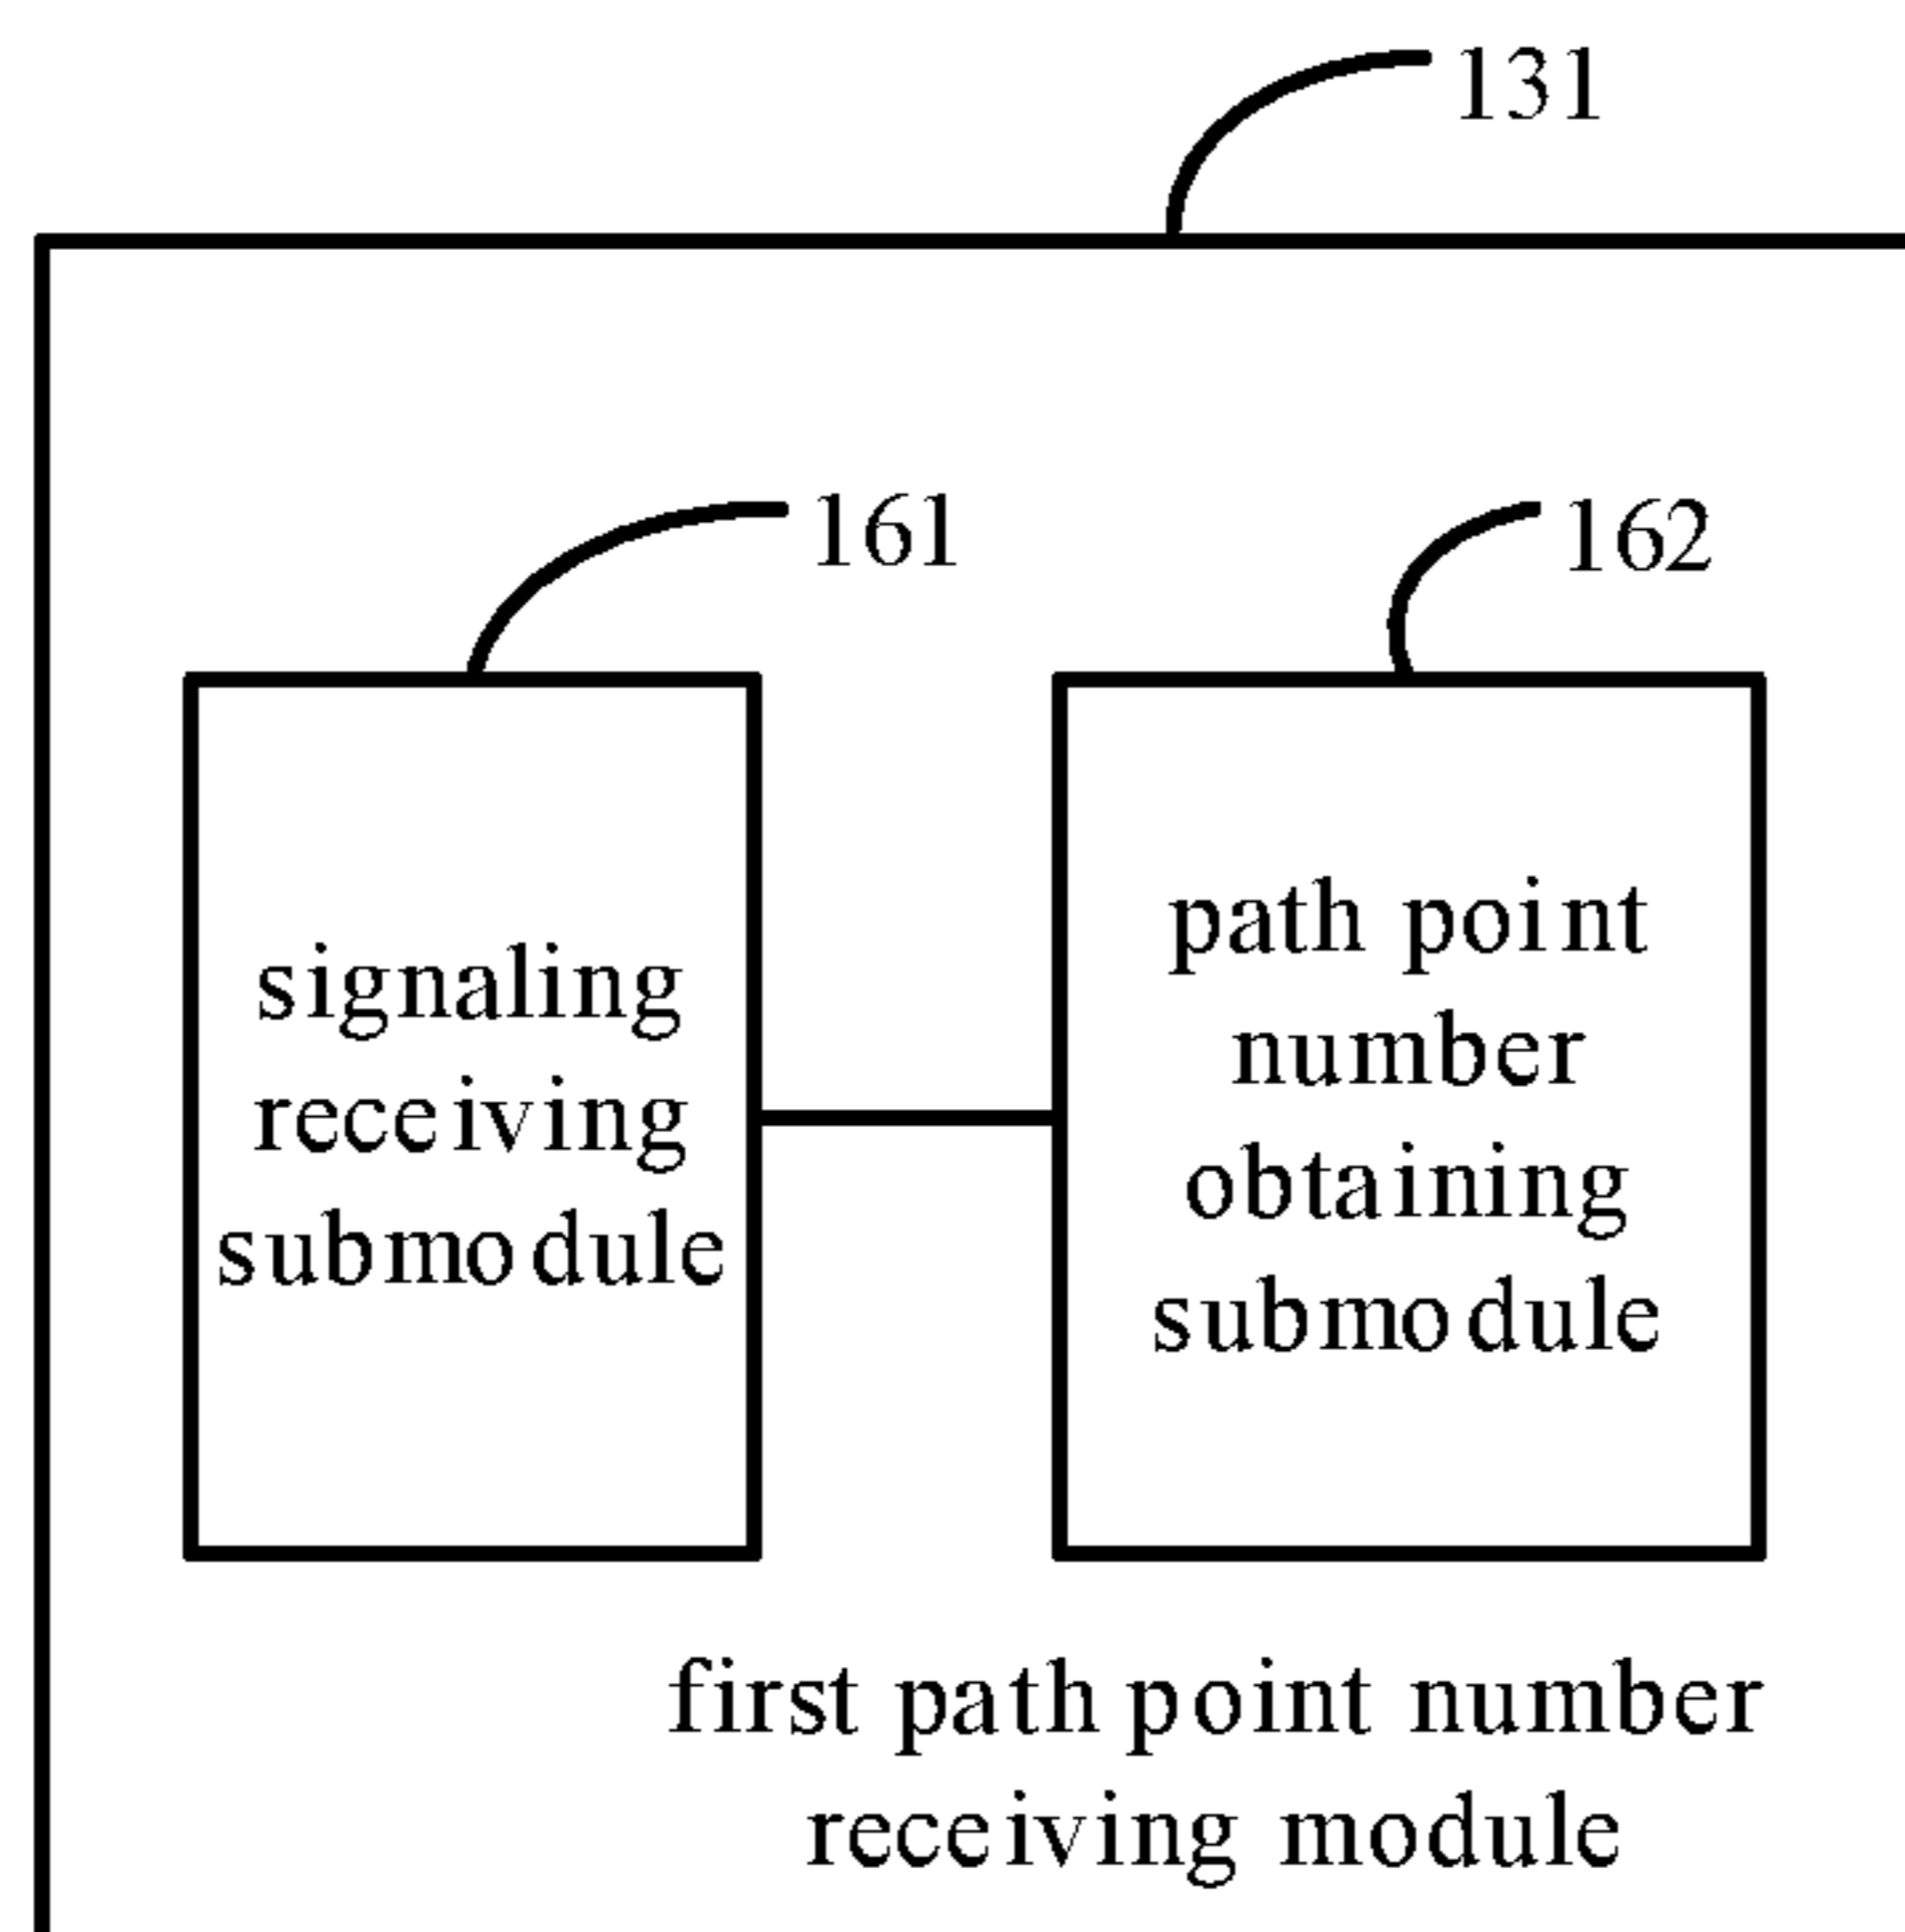 131
161
162
signaling
receiving
submodule
path point
number
obtaining
submodule
first path point number
receiving module